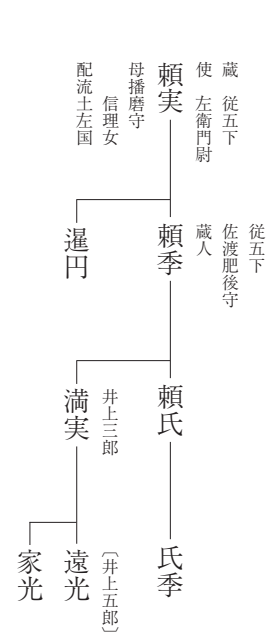 蔵 従五下
使 左衛門尉
頼実
母播磨守
信理女
配流土左国
従五下
佐渡肥後守
蔵人
頼季
暹円
頼氏
井上三郎
満実
氏季
〔井上五郎〕
遠光
家光